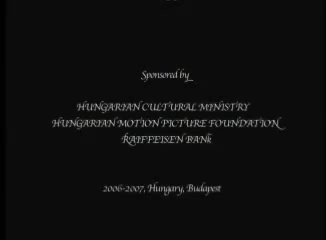 Sponsored by
HUNGARIAN CULTURAL MINISTRY
HUNGARIAN MOTION PICTURE FOUNDATION
RAIFFEISEN BANk
2006-2007, Hungary, Budapest